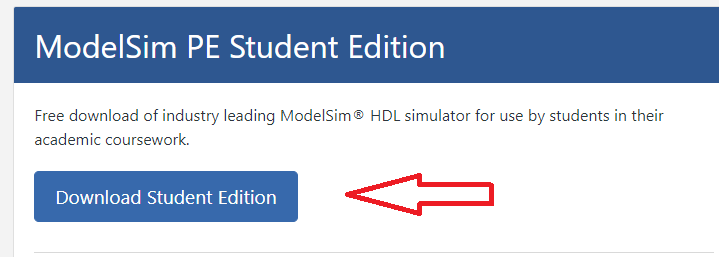 ModelSim PE Student Edition
Free download of industry leading ModelSim® HDL simulator for use by students in their
academic coursework.
Download Student Edition